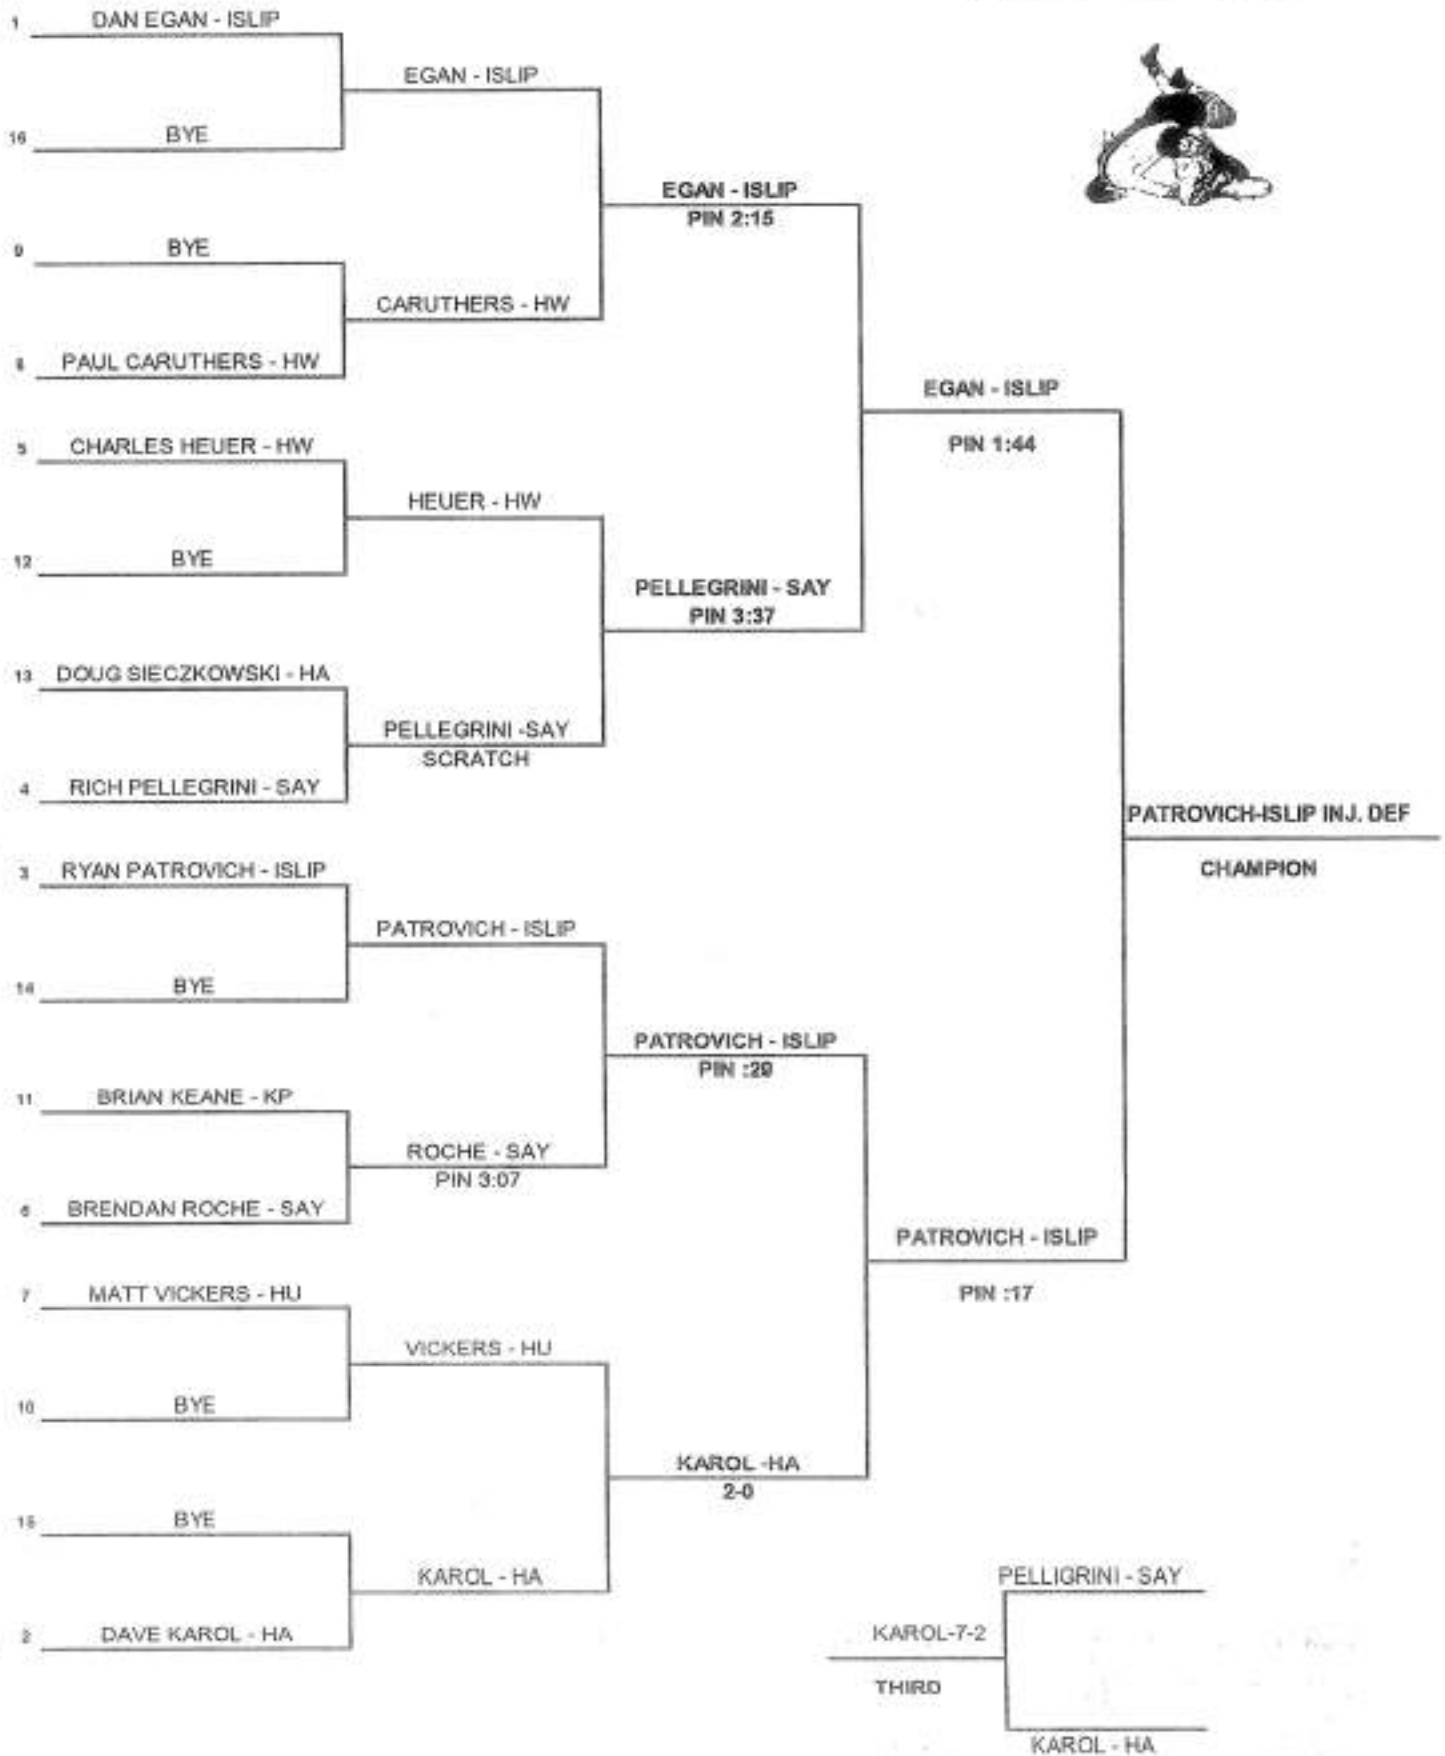 1 DAN EGAN - ISLIP
EGAN - ISLIP
16 BYE
EGAN - ISLIP
PIN 2:15
9 BYE
CARUTHERS - HW
8 PAUL CARUTHERS - HW
EGAN - ISLIP
PIN 1:44
5 CHARLES HEUER - HW
HEUER - HW
12 BYE
PELLEGRINI - SAY
PIN 3:37
13 DOUG SIECZKOWSKI - HA
PELLEGRINI -SAY
SCRATCH
4 RICH PELLEGRINI - SAY
PATROVICH-ISLIP INJ. DEF
CHAMPION
3 RYAN PATROVICH - ISLIP
PATROVICH - ISLIP
14 BYE
PATROVICH - ISLIP
PIN :29
11 BRIAN KEANE - KP
ROCHE - SAY
PIN 3:07
6 BRENDAN ROCHE - SAY
PATROVICH - ISLIP
PIN :17
7 MATT VICKERS - HU
VICKERS - HU
10 BYE
KAROL -HA
2-0
15 BYE
KAROL - HA
2 DAVE KAROL - HA
PELLIGRINI - SAY
KAROL-7-2
THIRD
KAROL - HA